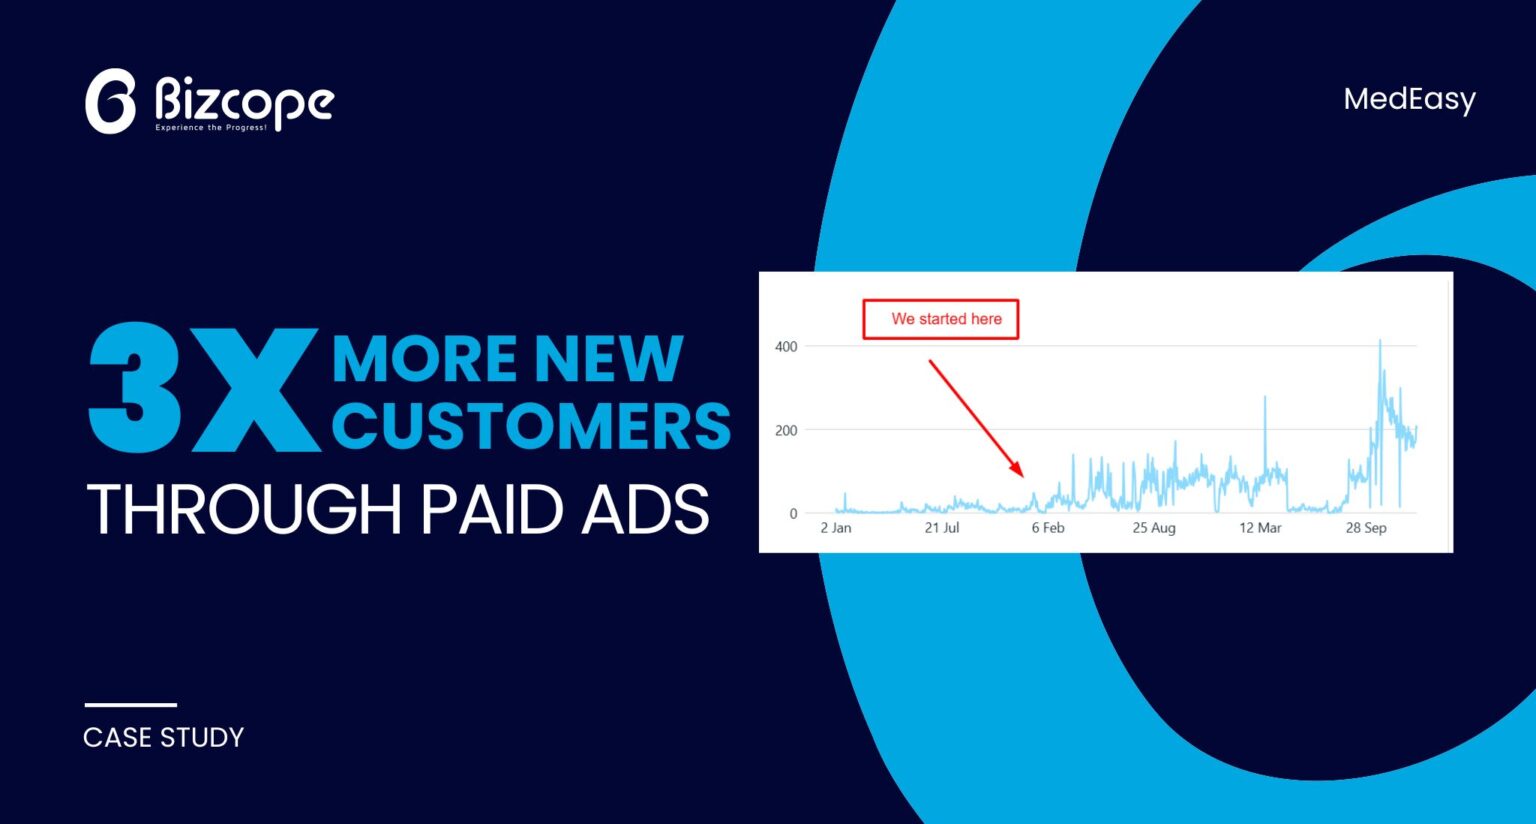 Bizcope
Experience the Progress!
MedEasy
3X MORE NEW
CUSTOMERS
THROUGH PAID ADS
We started here
400
200
0
2 Jan 21 Jul 6 Feb 25 Aug 12 Mar 28 Sep
CASE STUDY